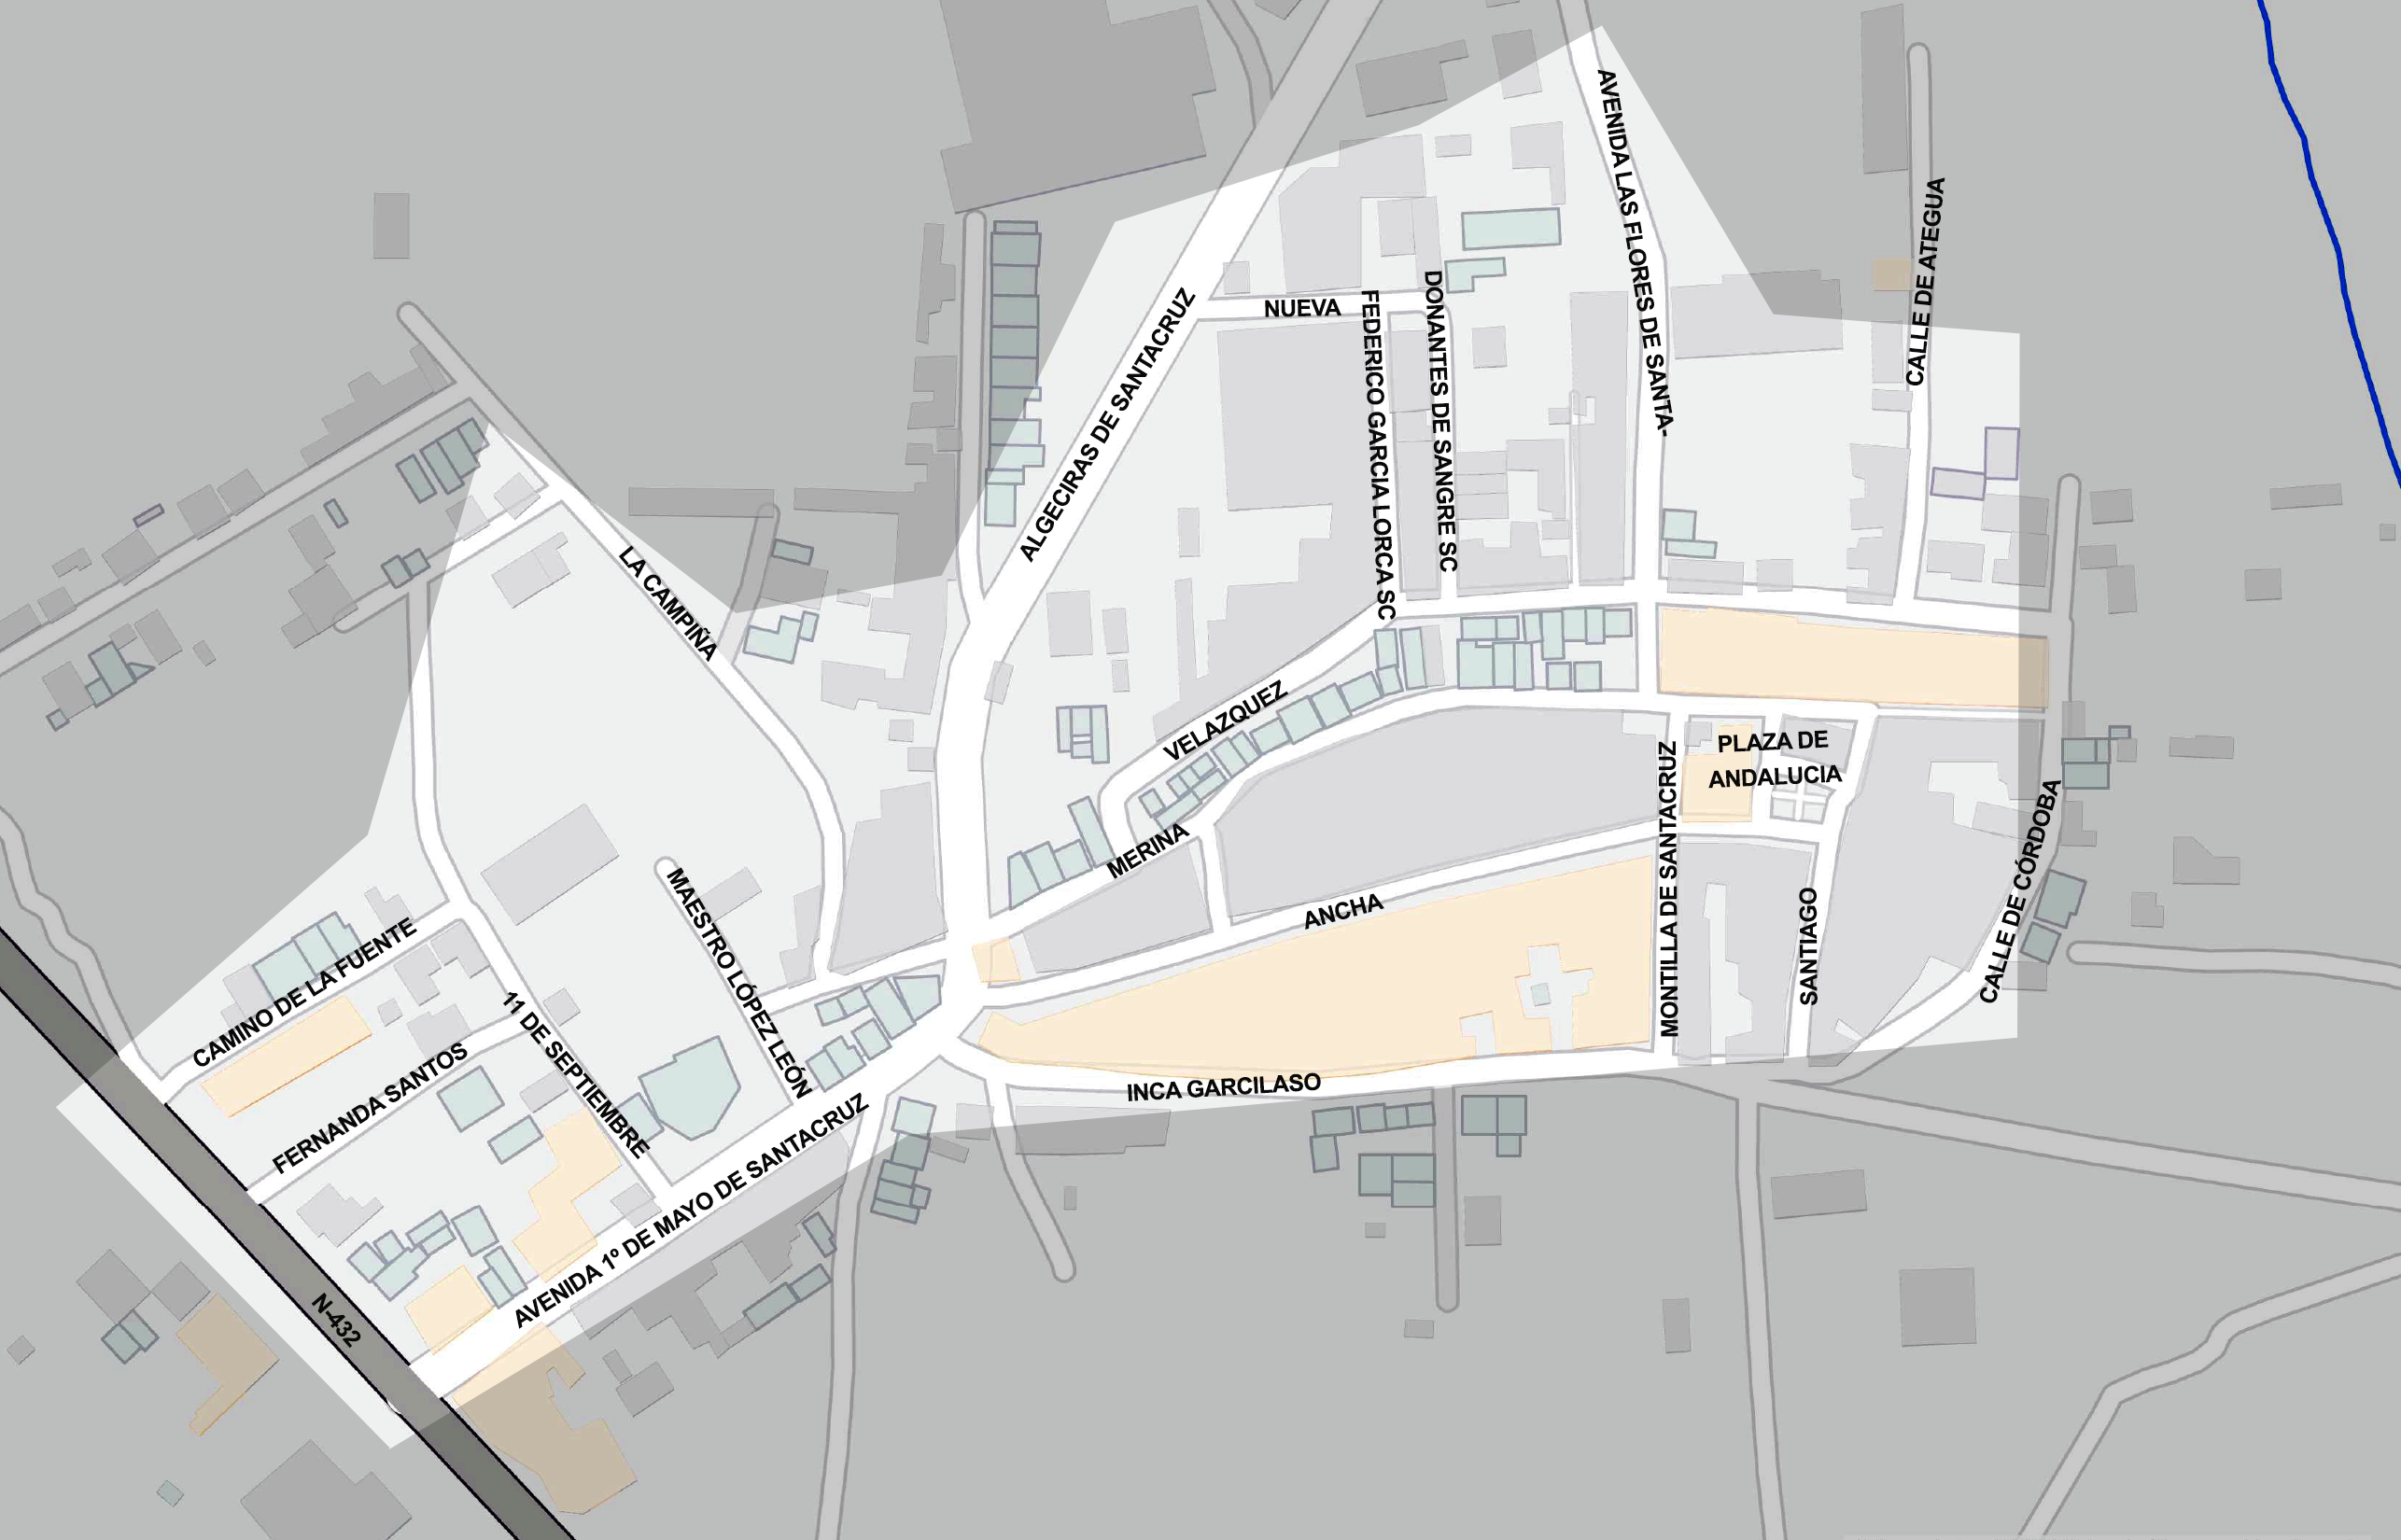 AVENIDA LAS FLORES DE SANTA-
CALLE DE ATEGUA
ALGECIRAS DE SANTACRUZ
NUEVA
FEDERICO GARCIA LORCA SC
DONANTES DE SANGRE SC
LA CAMPIÑA
VELAZQUEZ
PLAZA DE
ANDALUCIA
MONTILLA DE SANTACRUZ
MERINA
ANCHA
SANTIAGO
CALLE DE CÓRDOBA
MAESTRO LÓPEZ LEÓN
CAMINO DE LA FUENTE
11 DE SEPTIEMBRE
FERNANDA SANTOS
INCA GARCILASO
AVENIDA 1º DE MAYO DE SANTACRUZ
N-432